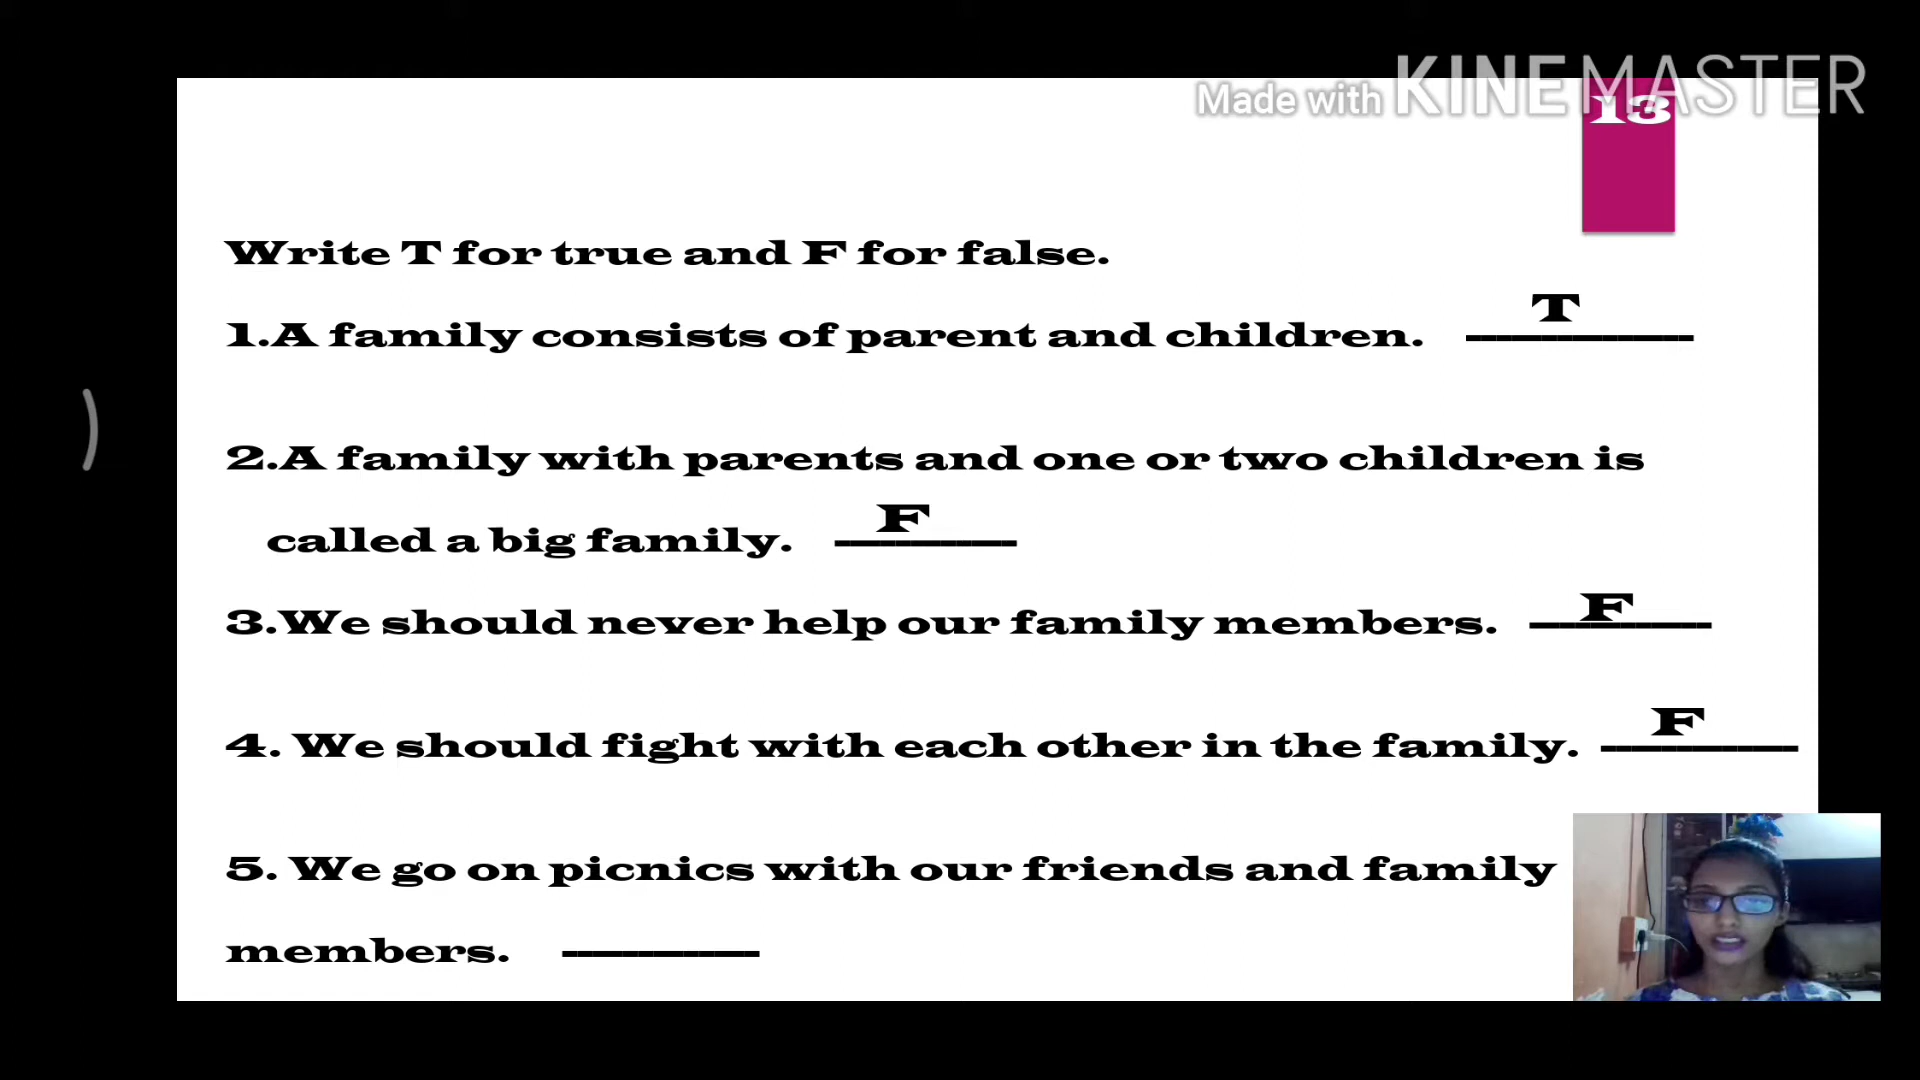 Made with KINEMASTER
13
Write T for true and F for false.
1.A family consists of parent and children. T
2.A family with parents and one or two children is
called a big family. F
3.We should never help our family members. F
4. We should fight with each other in the family. F
5. We go on picnics with our friends and family
members.